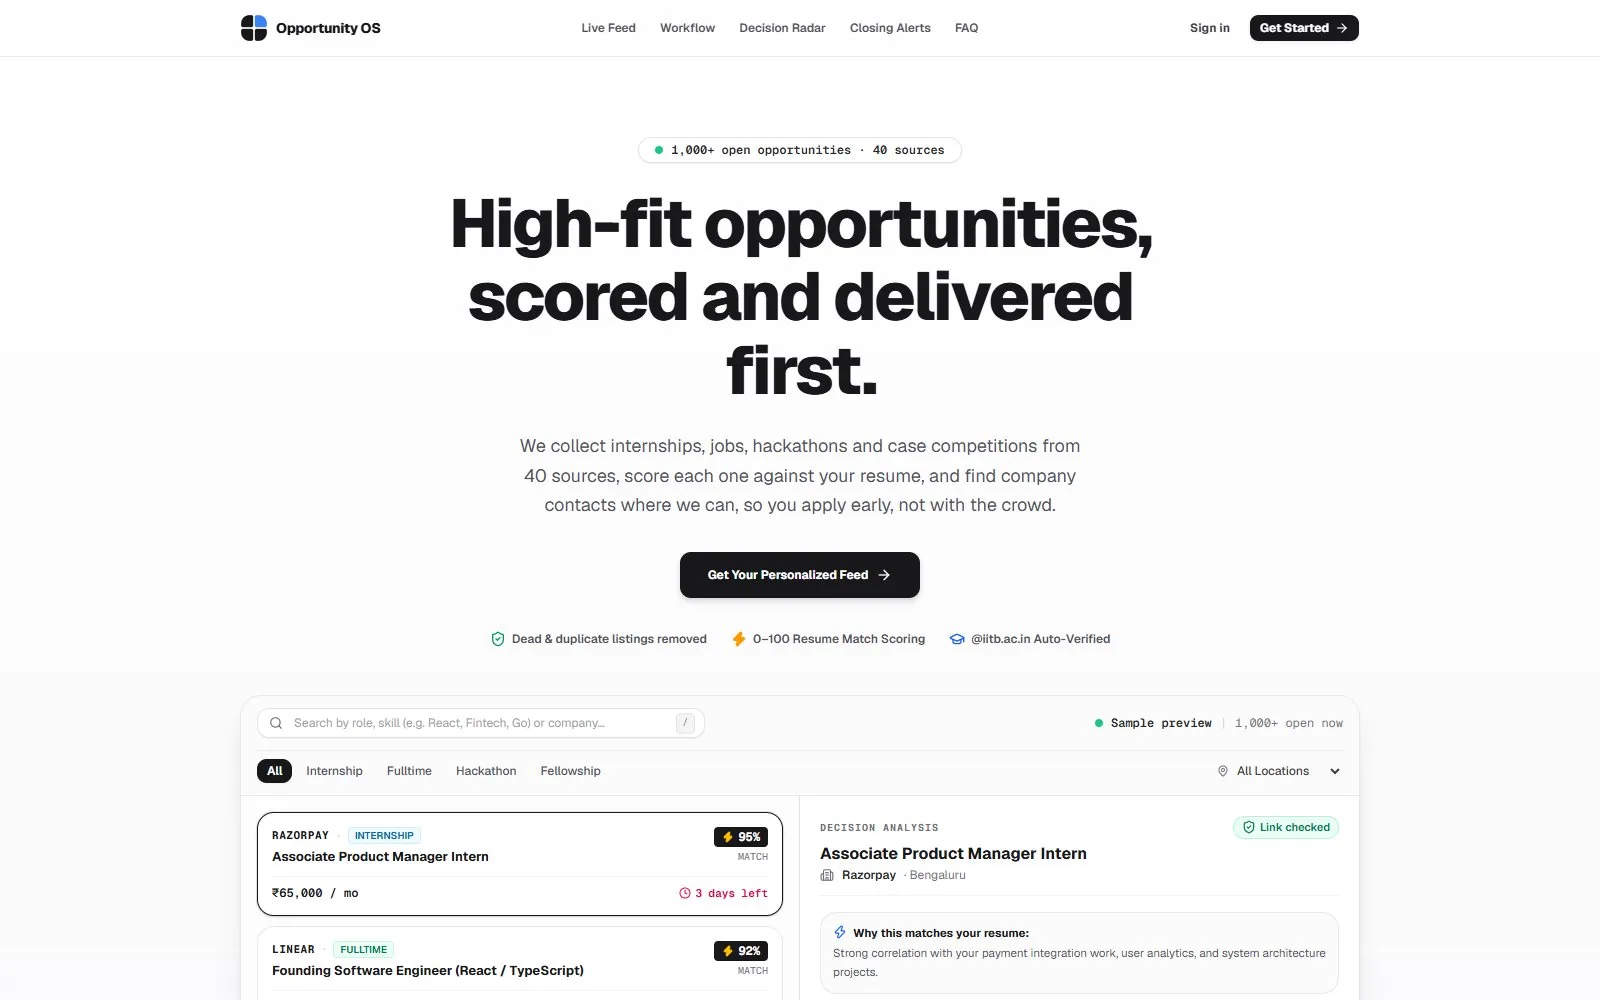 Opportunity OS
Live Feed
Workflow
Decision Radar
Closing Alerts
FAQ
Sign in
Get Started →
1,000+ open opportunities · 40 sources
High-fit opportunities,
scored and delivered
first.
We collect internships, jobs, hackathons and case competitions from
40 sources, score each one against your resume, and find company
contacts where we can, so you apply early, not with the crowd.
Get Your Personalized Feed →
Dead & duplicate listings removed
0–100 Resume Match Scoring
@iitb.ac.in Auto-Verified
Search by role, skill (e.g. React, Fintech, Go) or company...
/
Sample preview | 1,000+ open now
All
Internship
Fulltime
Hackathon
Fellowship
All Locations
RAZORPAY · INTERNSHIP
95%
Associate Product Manager Intern
MATCH
₹65,000 / mo
3 days left
LINEAR · FULLTIME
92%
Founding Software Engineer (React / TypeScript)
MATCH
DECISION ANALYSIS
Link checked
Associate Product Manager Intern
Razorpay · Bengaluru
Why this matches your resume:
Strong correlation with your payment integration work, user analytics, and system architecture
projects.